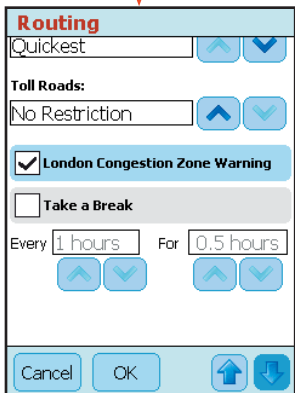 Routing
Quickest
Toll Roads:
No Restriction
London Congestion Zone Warning
Take a Break
Every 1 hours For 0.5 hours
Cancel OK